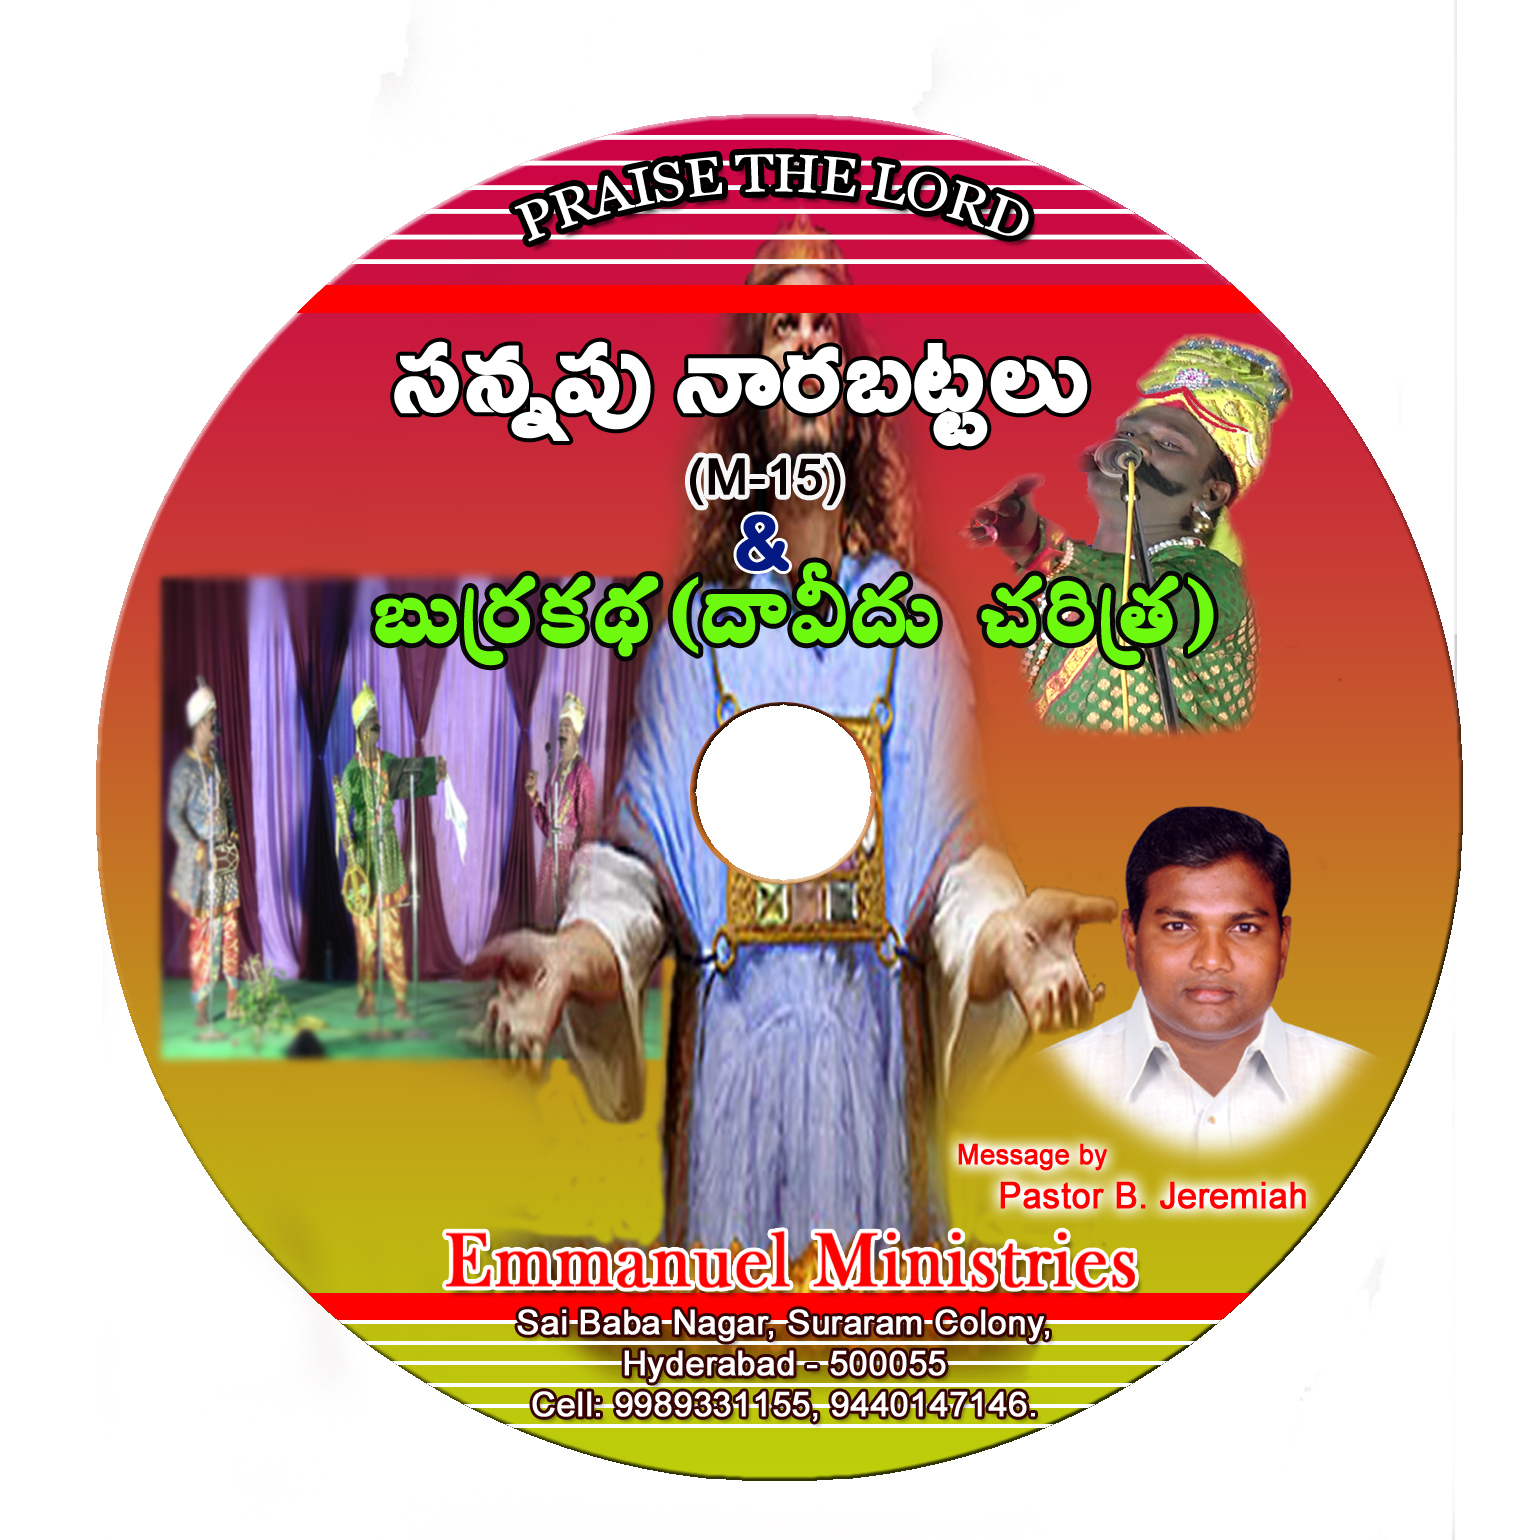 PRAISE THE LORD
సన్నపు నారబట్టలు
(M-15)
&
బుర్రకథ (దావీదు చరిత్ర)
Message by
Pastor B. Jeremiah
Emmanuel Ministries
Sai Baba Nagar, Suraram Colony,
Hyderabad - 500055
Cell: 9989331155, 9440147146.